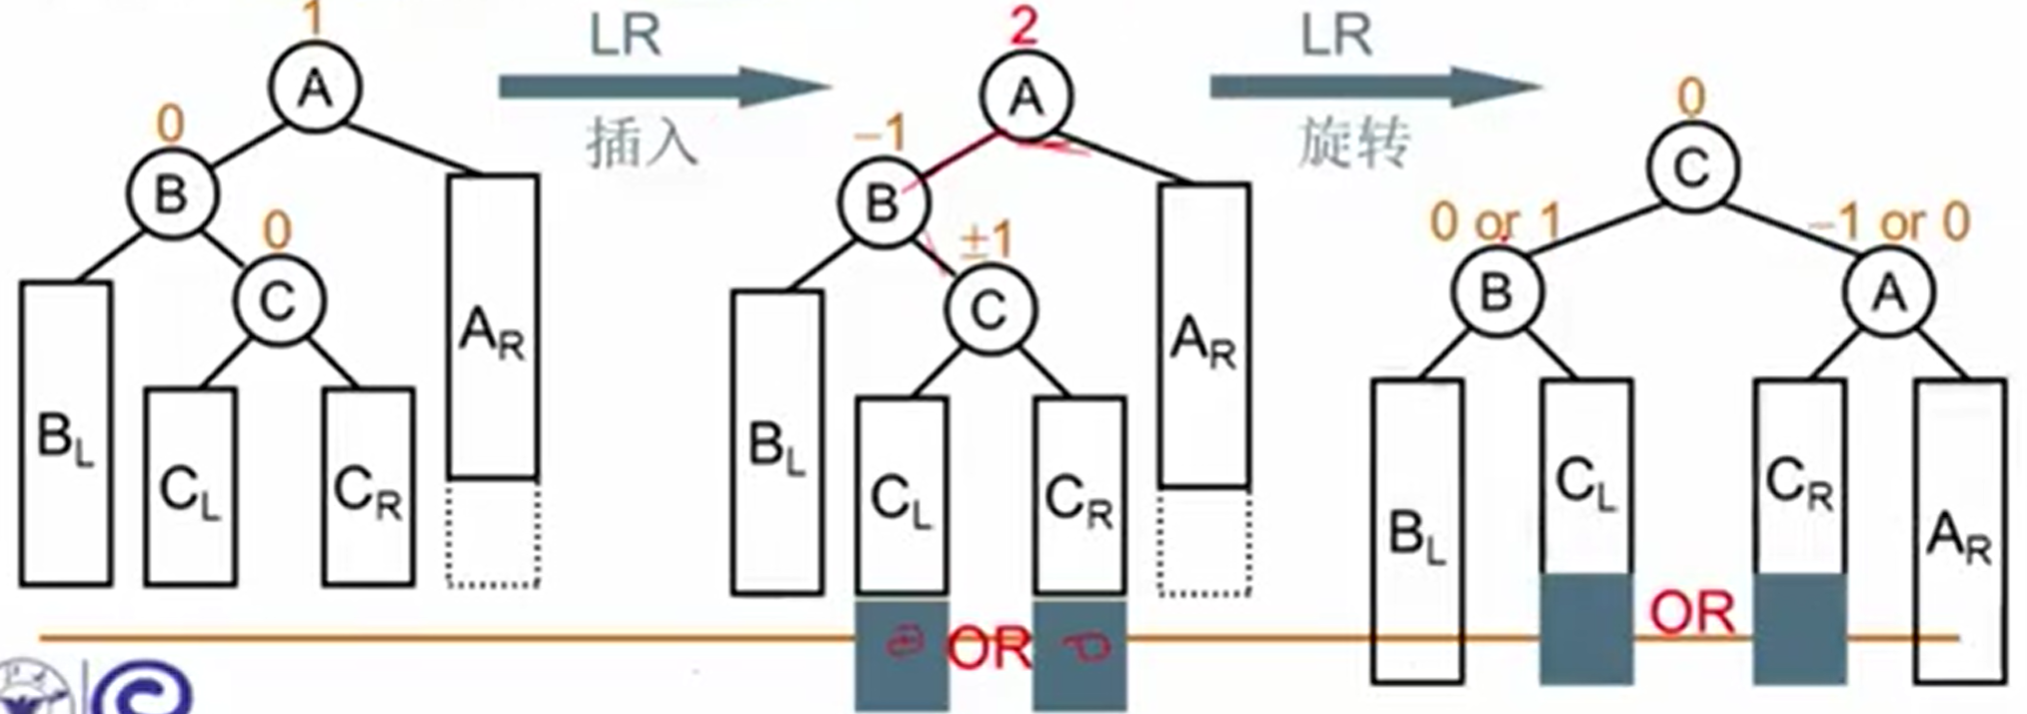 1
A
0
B
0
C
B_L
C_L
C_R
A_R
LR
插入
2
A
−1
B
±1
C
B_L
C_L
C_R
A_R
OR
LR
旋转
0
C
0 or 1
−1 or 0
B
A
B_L
C_L
C_R
A_R
OR